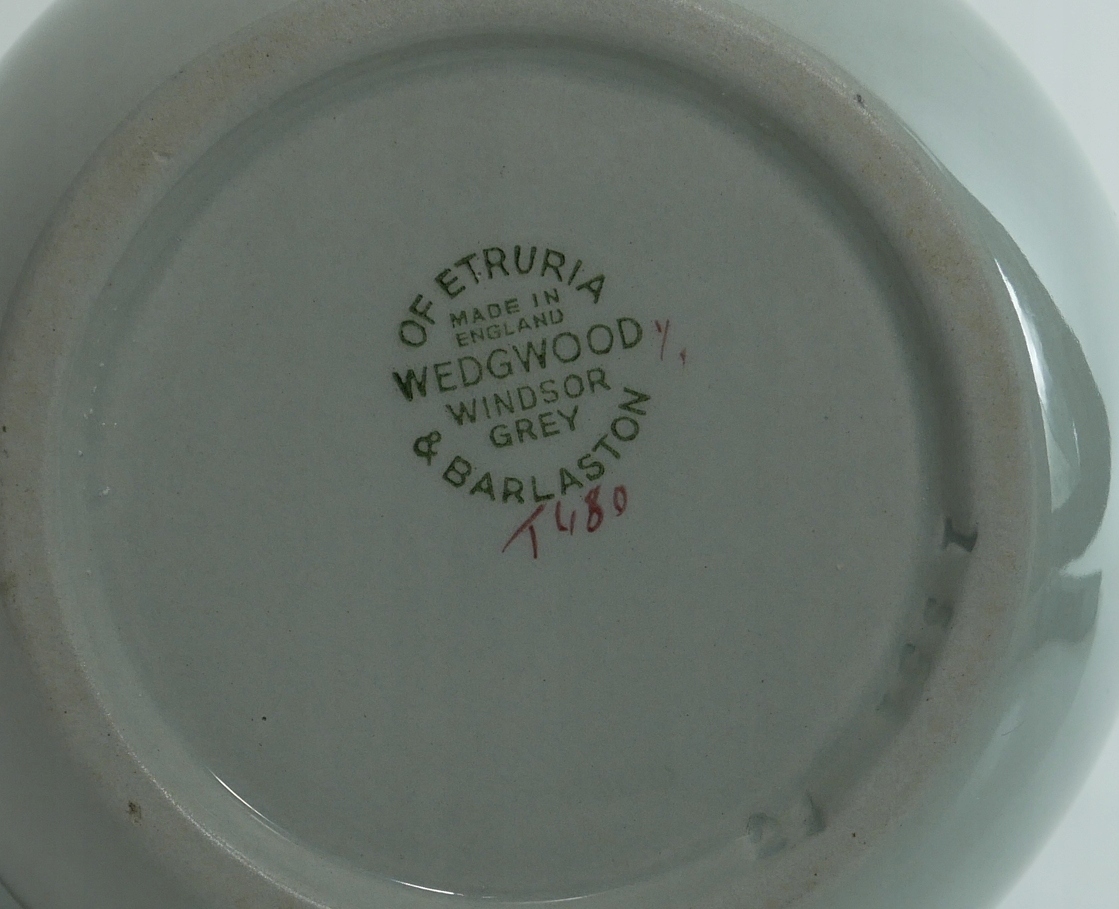 OF ETRURIA
MADE IN
ENGLAND
WEDGWOOD
WINDSOR
GREY
& BARLASTON
T480